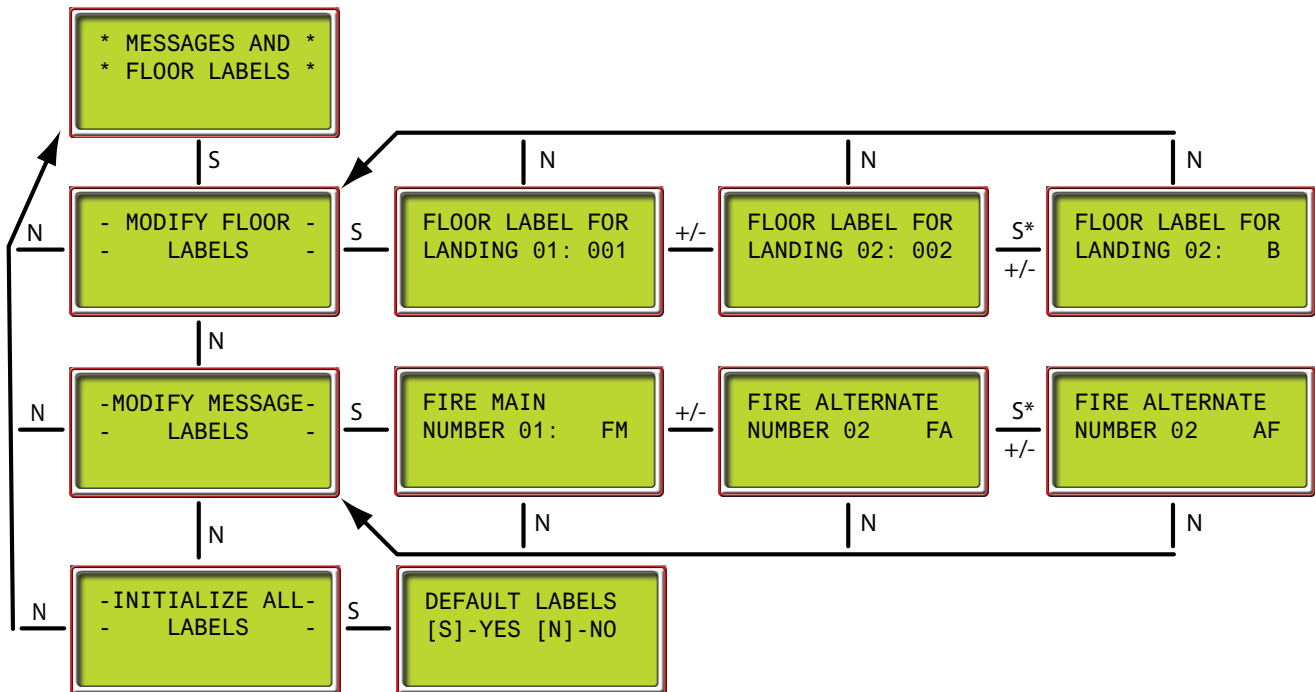 * MESSAGES AND *
* FLOOR LABELS *
S
N
N
N
N
- MODIFY FLOOR -
- LABELS -
S
FLOOR LABEL FOR
LANDING 01: 001
+/-
FLOOR LABEL FOR
LANDING 02: 002
S*
+/-
FLOOR LABEL FOR
LANDING 02: B
N
N
-MODIFY MESSAGE-
- LABELS -
S
FIRE MAIN
NUMBER 01: FM
+/-
FIRE ALTERNATE
NUMBER 02 FA
S*
+/-
FIRE ALTERNATE
NUMBER 02 AF
N
N
N
N
N
-INITIALIZE ALL-
- LABELS -
S
DEFAULT LABELS
[S]-YES [N]-NO